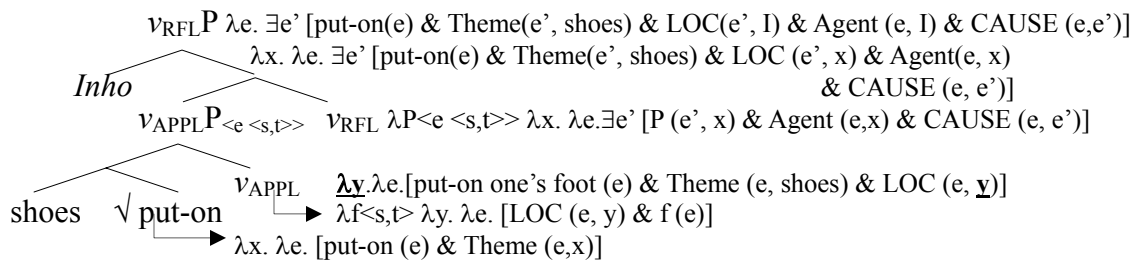 vRFLP λe. ∃e’ [put-on(e) & Theme(e’, shoes) & LOC(e’, I) & Agent (e, I) & CAUSE (e,e’)]
λx. λe. ∃e’ [put-on(e) & Theme(e’, shoes) & LOC (e’, x) & Agent(e, x)
Inho & CAUSE (e, e’)]
vAPPLP<e <s,t>> vRFL λP<e <s,t>> λx. λe.∃e’ [P (e’, x) & Agent (e,x) & CAUSE (e, e’)]
vAPPL λy.λe.[put-on one’s foot (e) & Theme (e, shoes) & LOC (e, y)]
shoes √ put-on λf<s,t> λy. λe. [LOC (e, y) & f (e)]
λx. λe. [put-on (e) & Theme (e,x)]